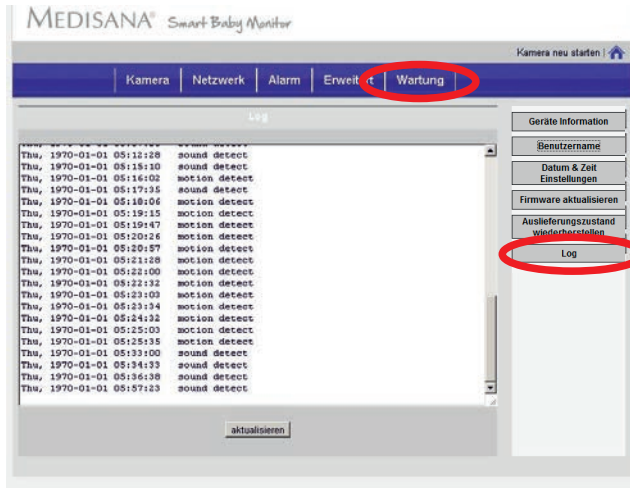 MEDISANA® Smart Baby Monitor
Kamera neu starten |
Kamera | Netzwerk | Alarm | Erweitert | Wartung |
Log
Thu, 1970-01-01 05:12:28 sound detect
Thu, 1970-01-01 05:15:10 sound detect
Thu, 1970-01-01 05:16:02 motion detect
Thu, 1970-01-01 05:17:35 sound detect
Thu, 1970-01-01 05:18:06 motion detect
Thu, 1970-01-01 05:19:15 motion detect
Thu, 1970-01-01 05:19:47 motion detect
Thu, 1970-01-01 05:20:26 motion detect
Thu, 1970-01-01 05:20:57 motion detect
Thu, 1970-01-01 05:21:28 motion detect
Thu, 1970-01-01 05:22:00 motion detect
Thu, 1970-01-01 05:22:32 motion detect
Thu, 1970-01-01 05:23:03 motion detect
Thu, 1970-01-01 05:23:34 motion detect
Thu, 1970-01-01 05:24:32 motion detect
Thu, 1970-01-01 05:25:03 motion detect
Thu, 1970-01-01 05:25:35 motion detect
Thu, 1970-01-01 05:33:00 sound detect
Thu, 1970-01-01 05:34:33 sound detect
Thu, 1970-01-01 05:36:38 sound detect
Thu, 1970-01-01 05:57:23 sound detect
aktualisieren
Geräte Information
Benutzername
Datum & Zeit
Einstellungen
Firmware aktualisieren
Auslieferungszustand
wiederherstellen
Log